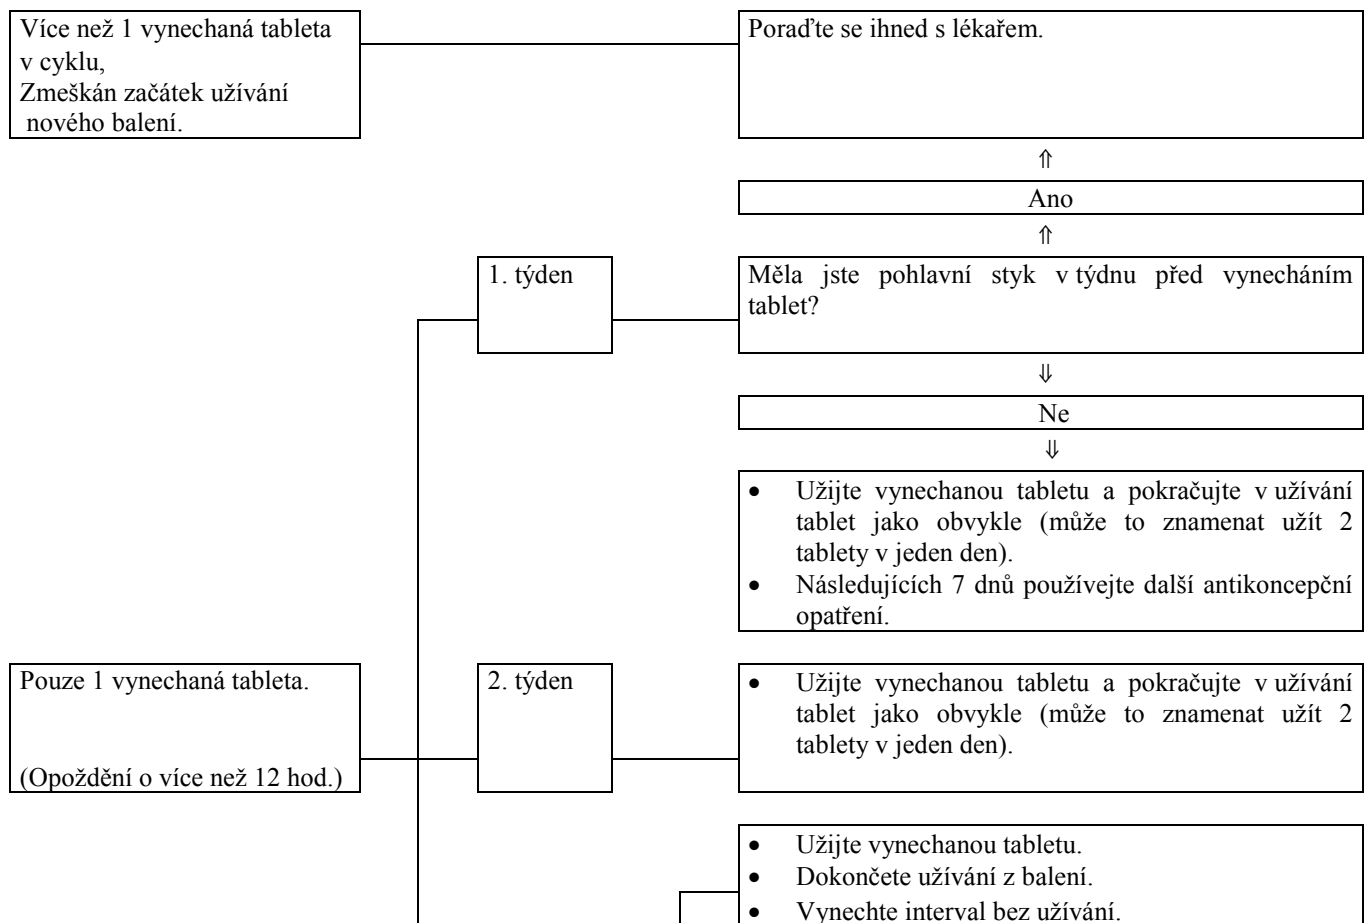 Více než 1 vynechaná tableta
v cyklu,
Zmeškán začátek užívání
nového balení.
Poraďte se ihned s lékařem.
⇑
Ano
⇑
1. týden
Měla jste pohlavní styk v týdnu před vynecháním
tablet?
⇓
Ne
⇓
• Užijte vynechanou tabletu a pokračujte v užívání
tablet jako obvykle (může to znamenat užít 2
tablety v jeden den).
• Následujících 7 dnů používejte další antikoncepční
opatření.
Pouze 1 vynechaná tableta.
(Opoždění o více než 12 hod.)
2. týden
• Užijte vynechanou tabletu a pokračujte v užívání
tablet jako obvykle (může to znamenat užít 2
tablety v jeden den).
• Užijte vynechanou tabletu.
• Dokončete užívání z balení.
• Vynechte interval bez užívání.